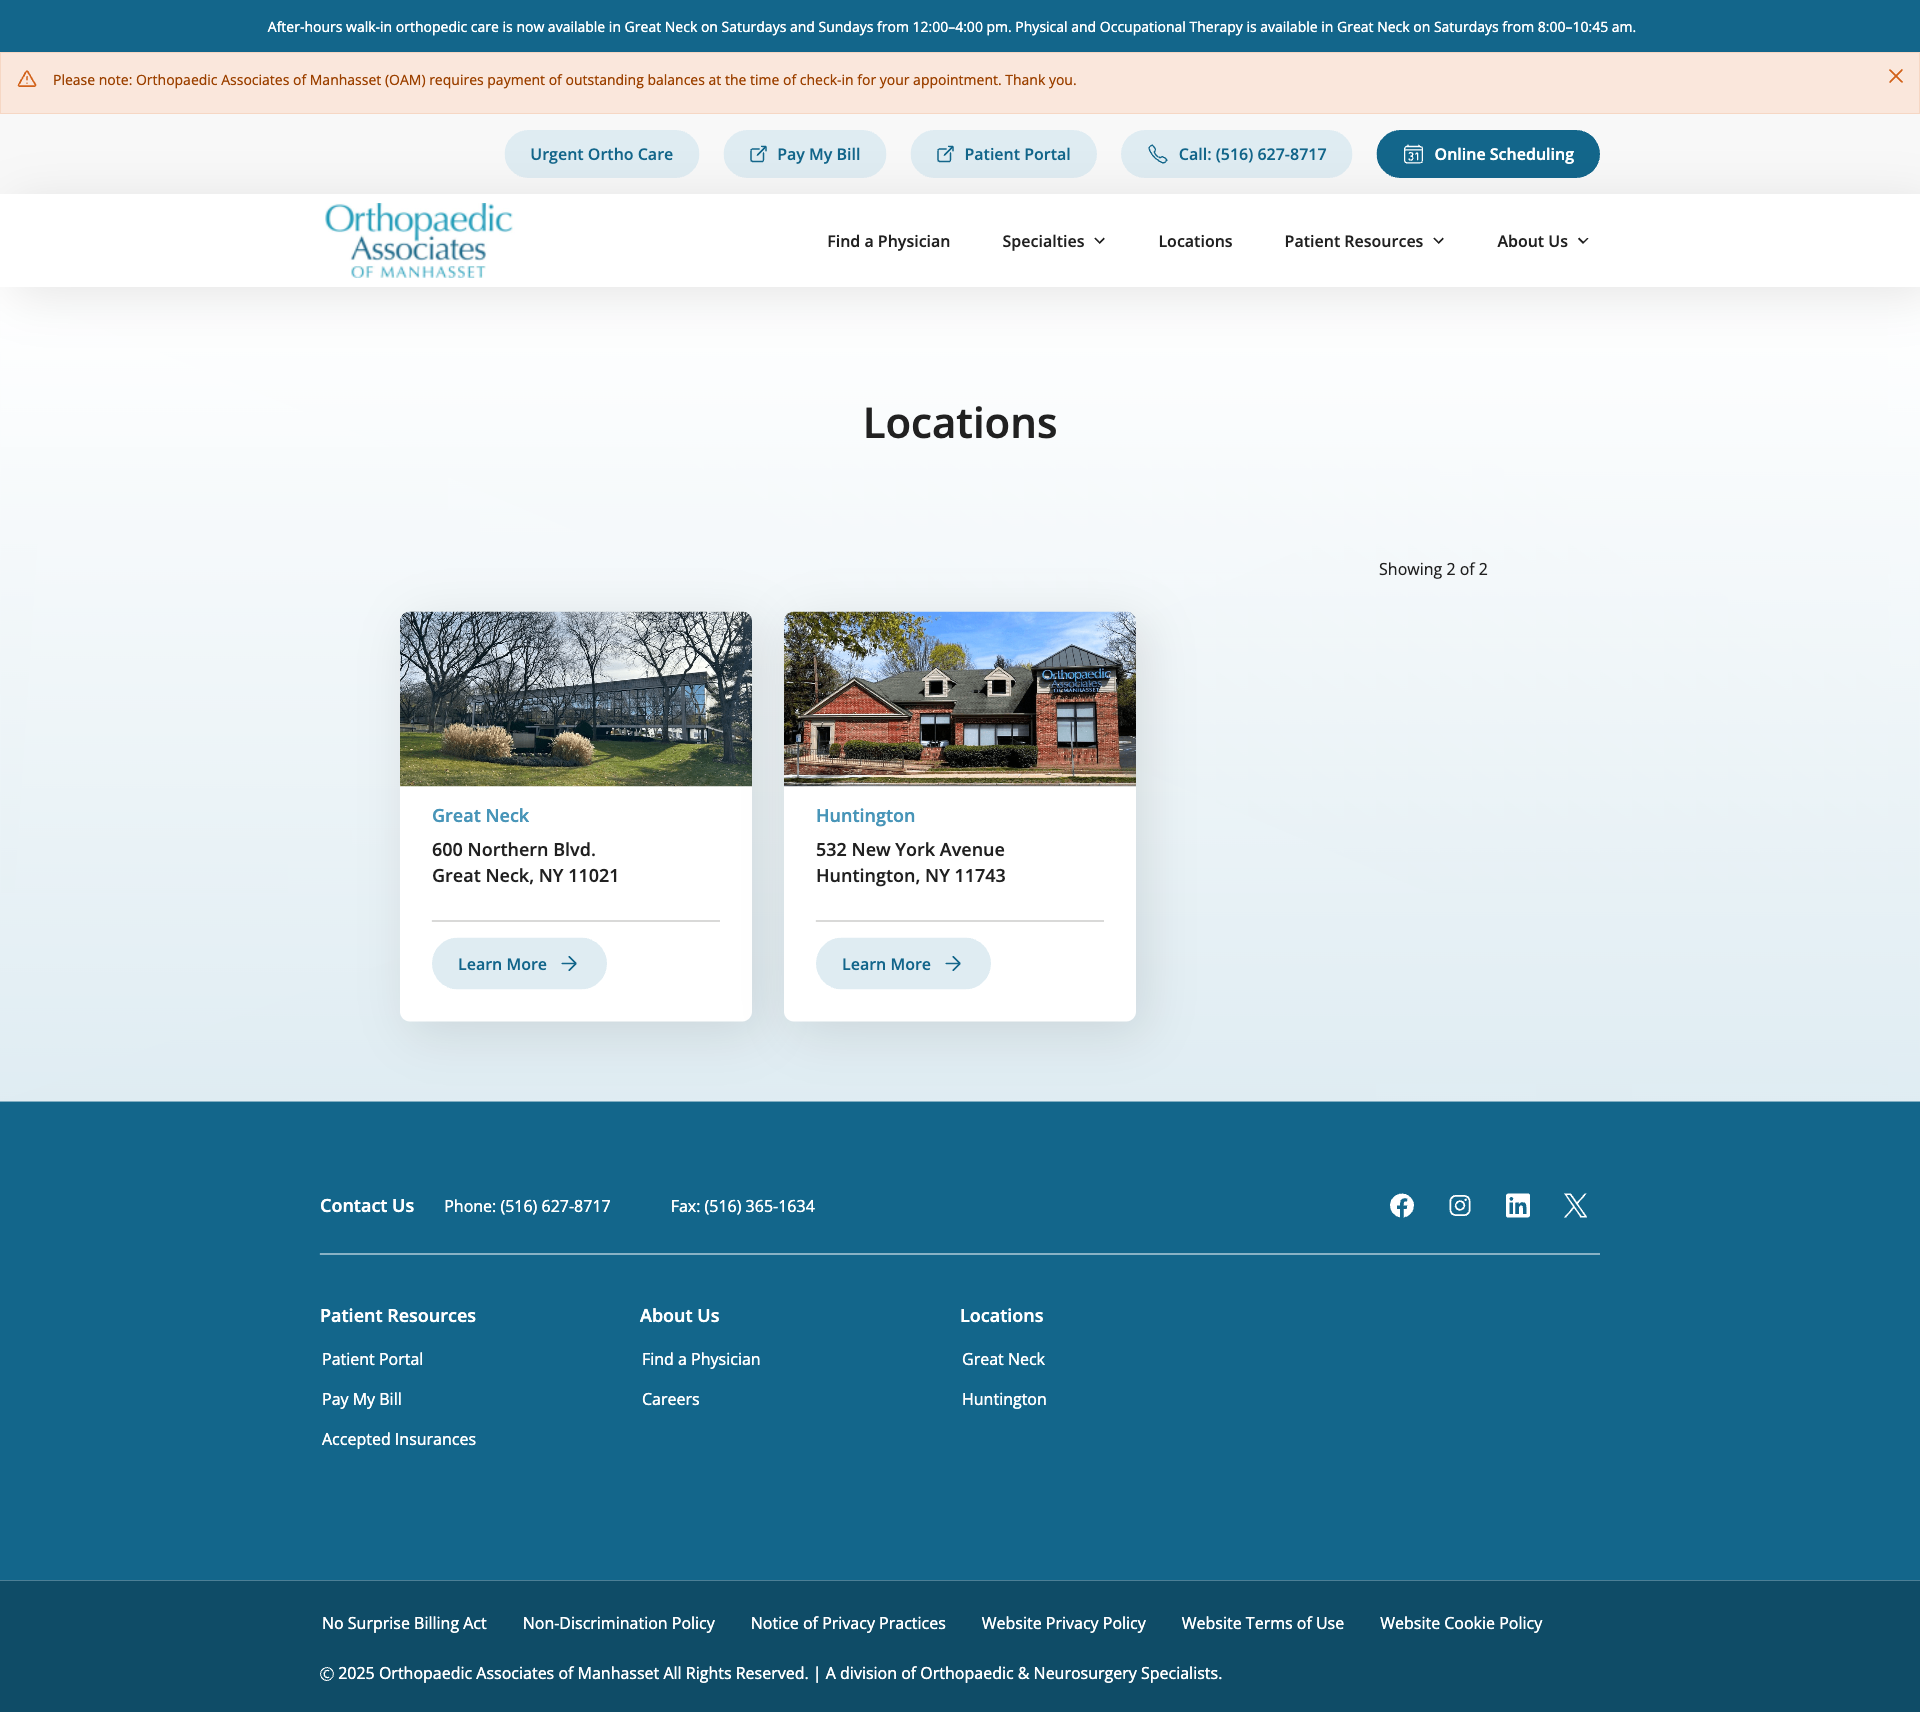 After-hours walk-in orthopedic care is now available in Great Neck on Saturdays and Sundays from 12:00–4:00 pm. Physical and Occupational Therapy is available in Great Neck on Saturdays from 8:00–10:45 am.
Please note: Orthopaedic Associates of Manhasset (OAM) requires payment of outstanding balances at the time of check-in for your appointment. Thank you.
Urgent Ortho Care
Pay My Bill
Patient Portal
Call: (516) 627-8717
31
Online Scheduling
Orthopaedic
Associates
OF MANHASSET
Find a Physician
Specialties
Locations
Patient Resources
About Us
Locations
Showing 2 of 2
Orthopaedic
Associates
OF MANHASSET
Great Neck
600 Northern Blvd.
Great Neck, NY 11021
Learn More
Huntington
532 New York Avenue
Huntington, NY 11743
Learn More
Contact Us
Phone: (516) 627-8717
Fax: (516) 365-1634
Patient Resources
Patient Portal
Pay My Bill
Accepted Insurances
About Us
Find a Physician
Careers
Locations
Great Neck
Huntington
No Surprise Billing Act
Non-Discrimination Policy
Notice of Privacy Practices
Website Privacy Policy
Website Terms of Use
Website Cookie Policy
© 2025 Orthopaedic Associates of Manhasset All Rights Reserved. | A division of Orthopaedic & Neurosurgery Specialists.